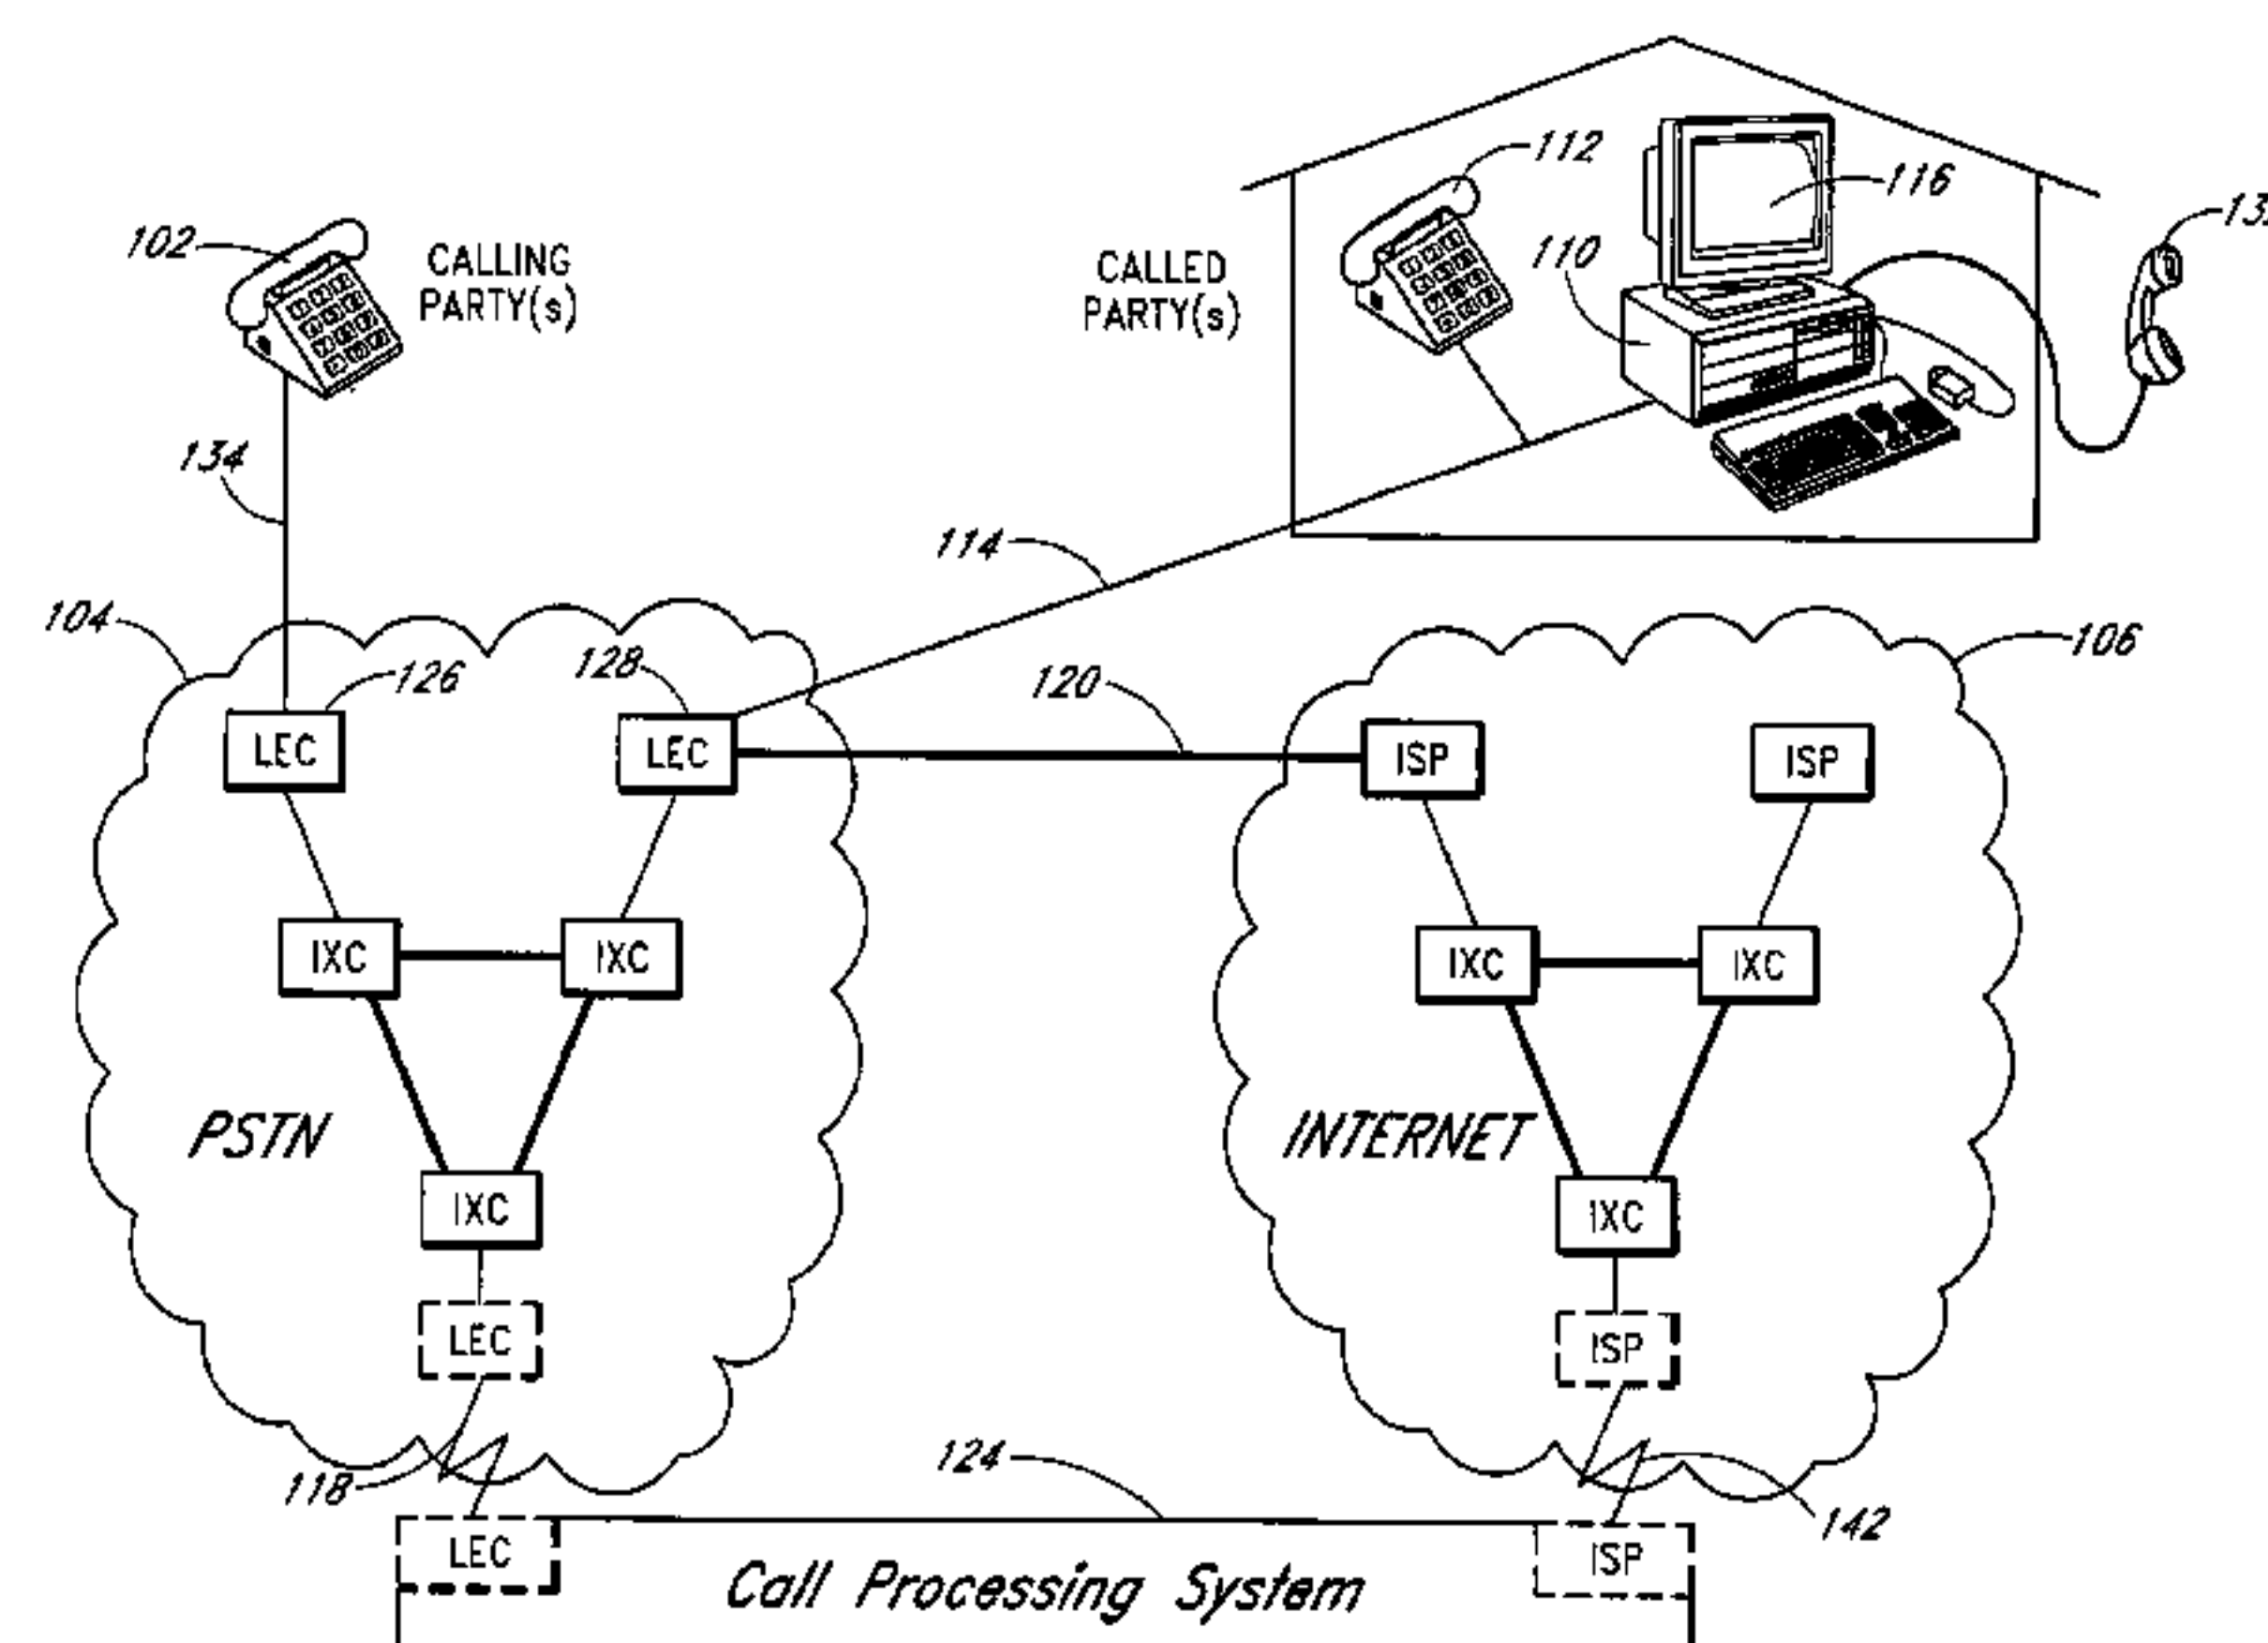 112
116
102
CALLING
PARTY(s)
CALLED
PARTY(s)
110
134
114
104
126
128
120
106
LEC
LEC
ISP
ISP
IXC
IXC
IXC
IXC
PSTN
INTERNET
IXC
IXC
LEC
ISP
118
124
142
LEC
ISP
Call Processing System